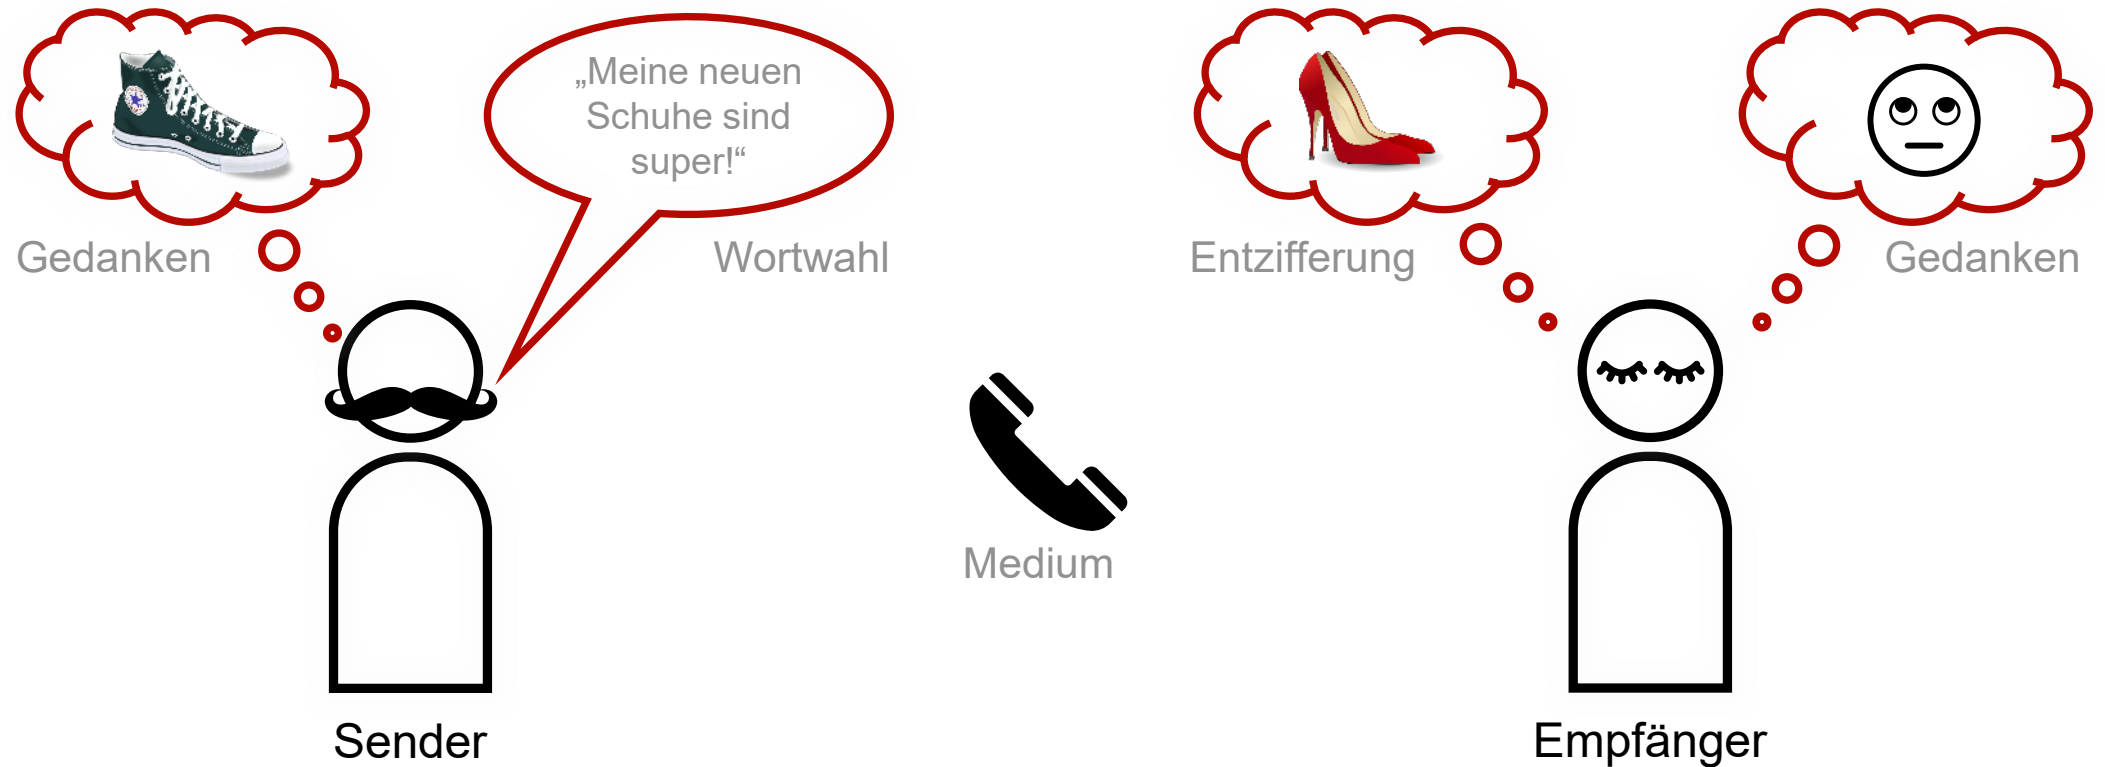 „Meine neuen
Schuhe sind
super!“
Gedanken
Wortwahl
Entzifferung
Gedanken
Medium
Sender
Empfänger